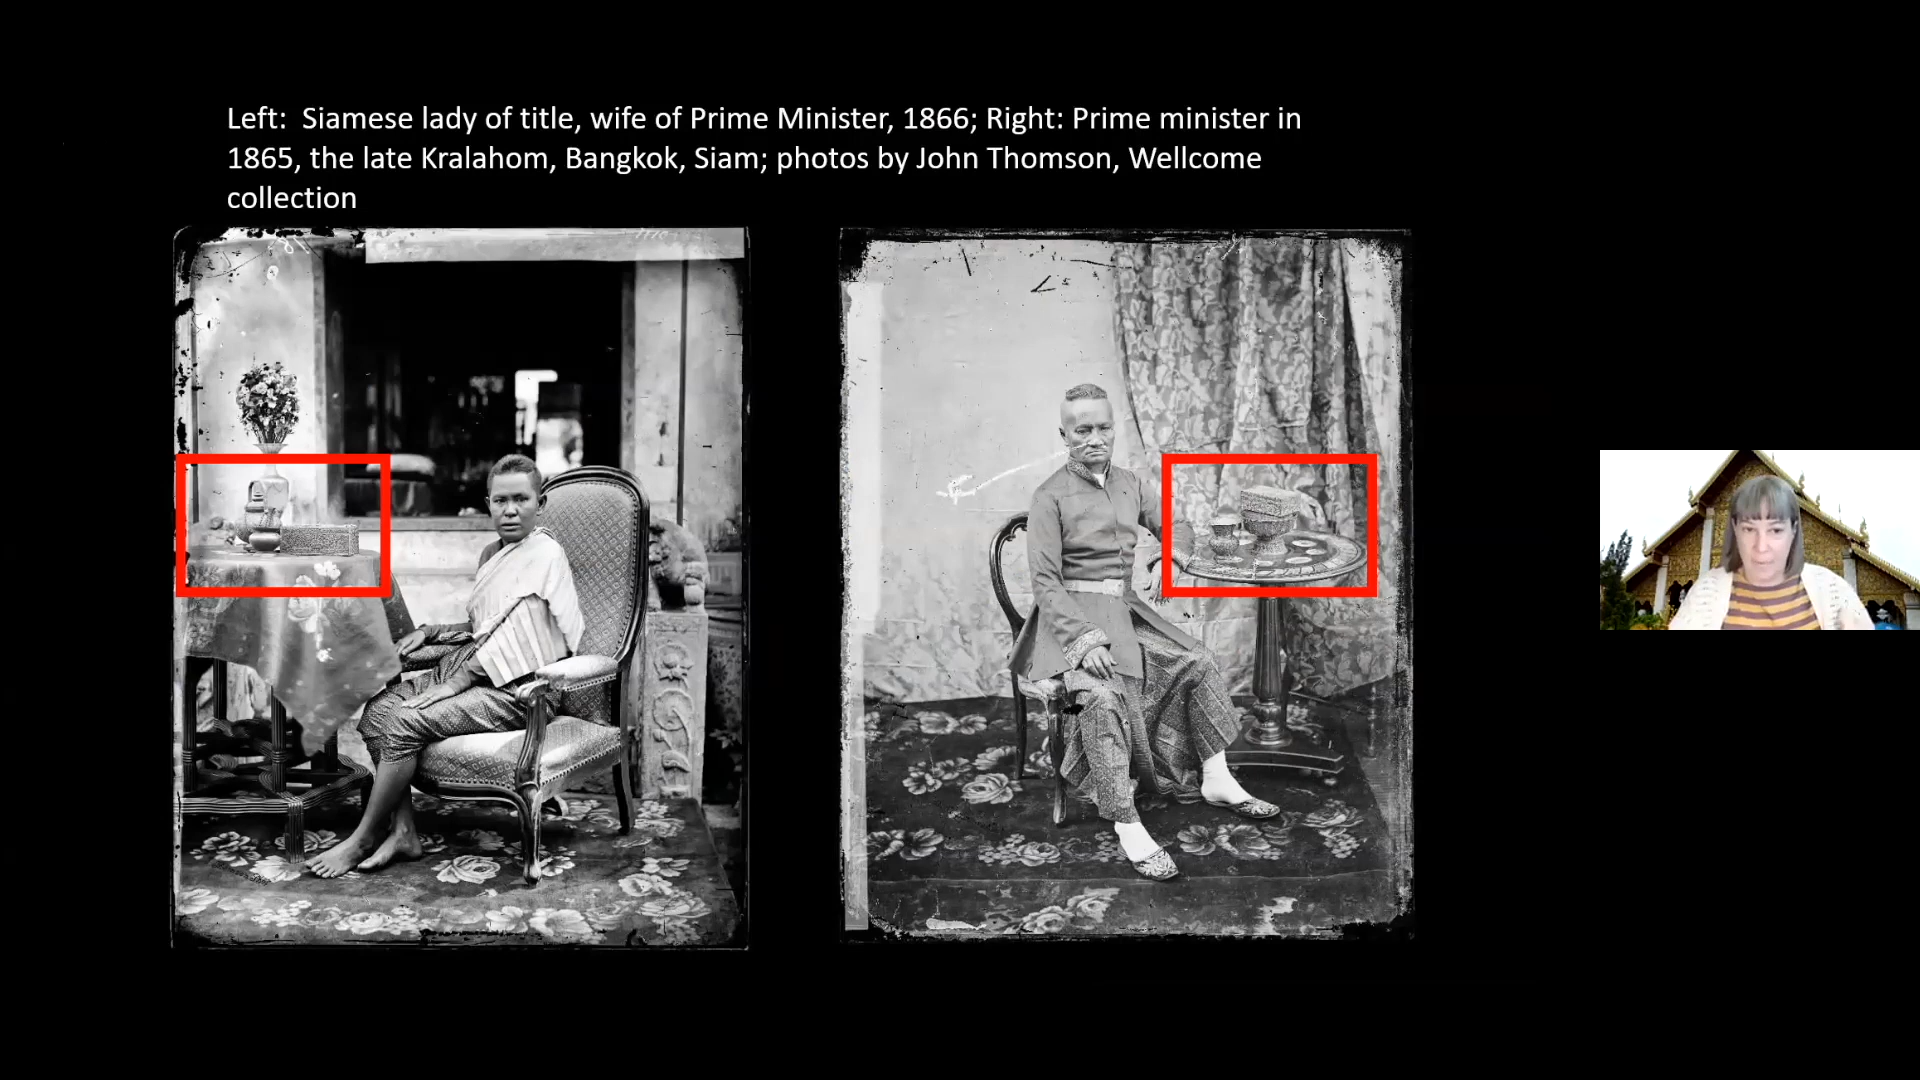 Left:  Siamese lady of title, wife of Prime Minister, 1866; Right: Prime minister in
1865, the late Kralahom, Bangkok, Siam; photos by John Thomson, Wellcome
collection